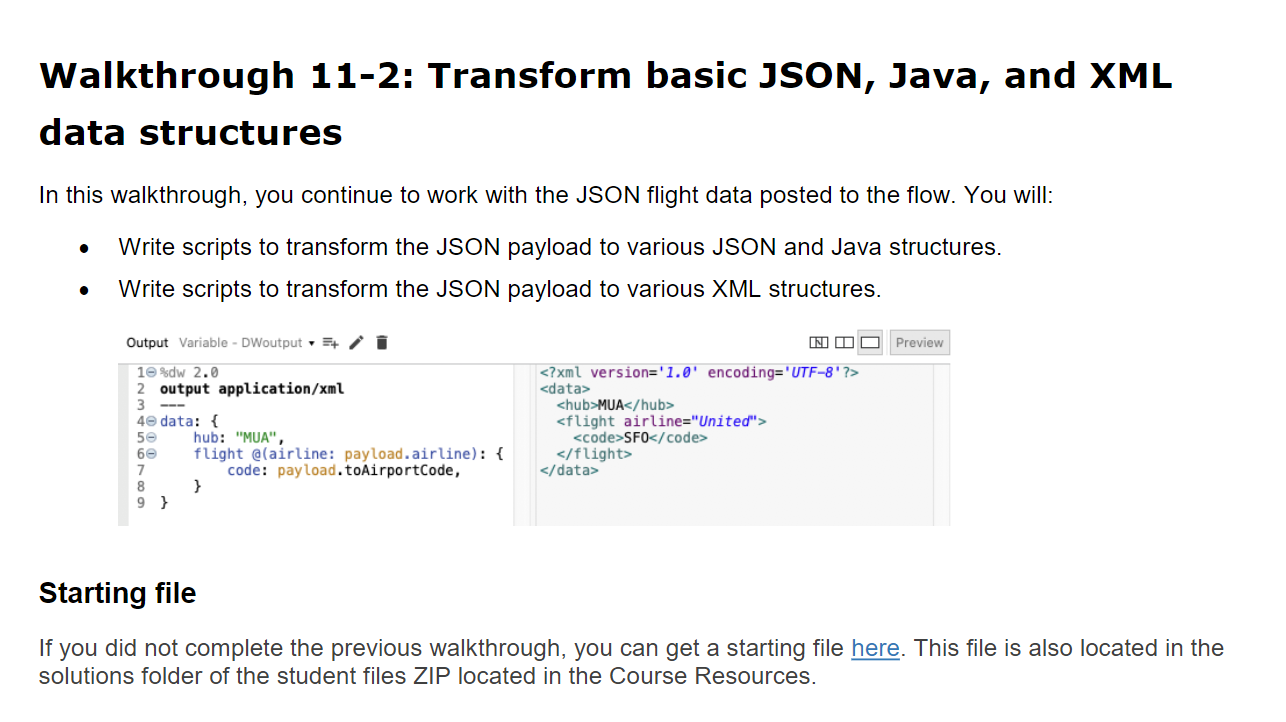 Walkthrough 11-2: Transform basic JSON, Java, and XML
data structures
In this walkthrough, you continue to work with the JSON flight data posted to the flow. You will:
• Write scripts to transform the JSON payload to various JSON and Java structures.
• Write scripts to transform the JSON payload to various XML structures.
Output Variable - DWoutput Preview
1 %dw 2.0
2 output application/xml
3 ---
4 data: {
5     hub: "MUA",
6     flight @(airline: payload.airline): {
7         code: payload.toAirportCode,
8     }
9 }
<?xml version='1.0' encoding='UTF-8'?>
<data>
  <hub>MUA</hub>
  <flight airline="United">
    <code>SFO</code>
  </flight>
</data>
Starting file
If you did not complete the previous walkthrough, you can get a starting file here. This file is also located in the
solutions folder of the student files ZIP located in the Course Resources.